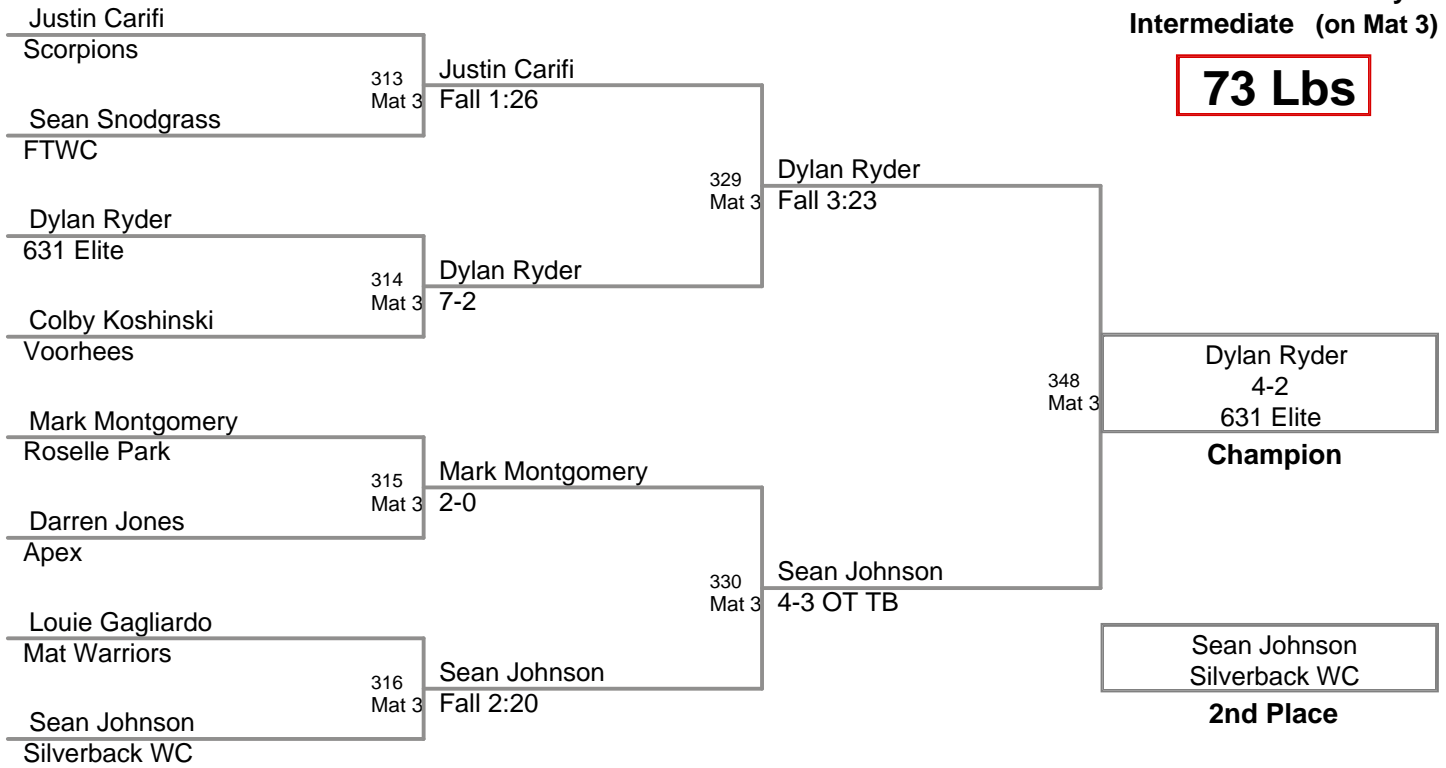 Intermediate (on Mat 3)
73 Lbs
Justin Carifi
Scorpions
313
Mat 3
Justin Carifi
Fall 1:26
Sean Snodgrass
FTWC
329
Mat 3
Dylan Ryder
Fall 3:23
Dylan Ryder
631 Elite
314
Mat 3
Dylan Ryder
7-2
Colby Koshinski
Voorhees
348
Mat 3
Dylan Ryder
4-2
631 Elite
Champion
Mark Montgomery
Roselle Park
315
Mat 3
Mark Montgomery
2-0
Darren Jones
Apex
330
Mat 3
Sean Johnson
4-3 OT TB
Louie Gagliardo
Mat Warriors
316
Mat 3
Sean Johnson
Fall 2:20
Sean Johnson
Silverback WC
Sean Johnson
Silverback WC
2nd Place